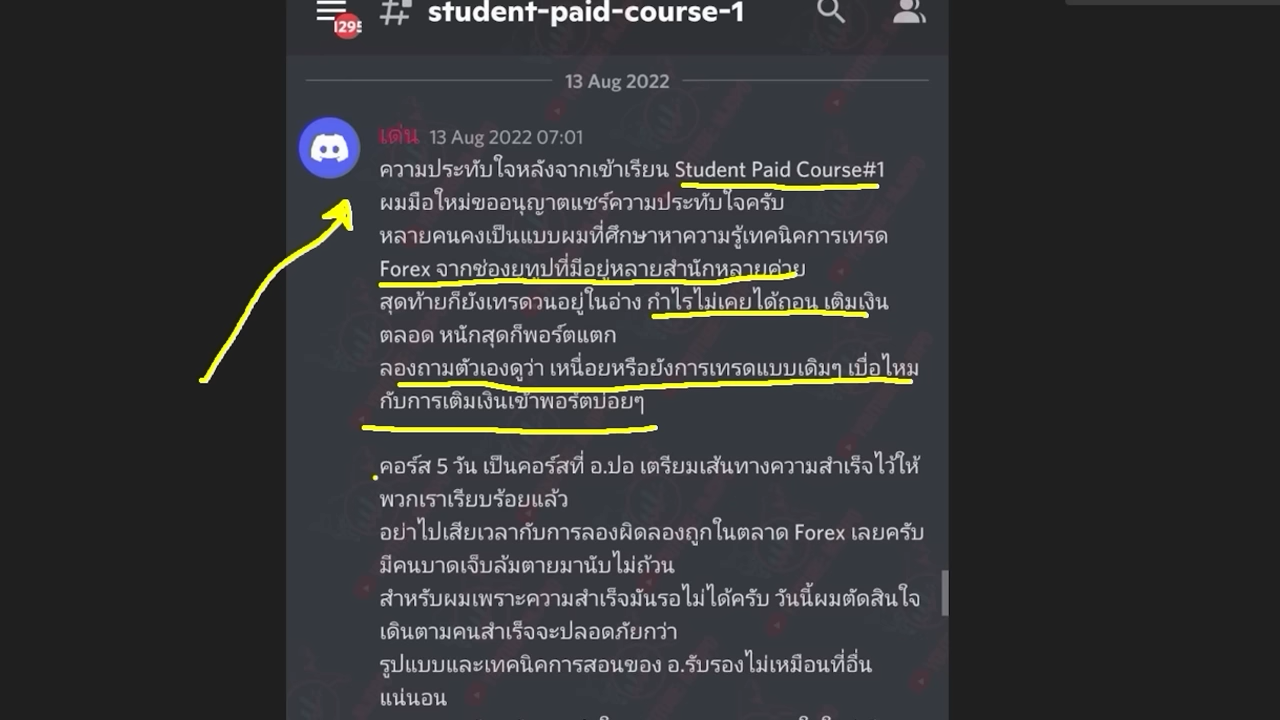 1295
student-paid-course-1
13 Aug 2022
เด่น 13 Aug 2022 07:01
ความประทับใจหลังจากเข้าเรียน Student Paid Course#1
ผมมือใหม่ขออนุญาตแชร์ความประทับใจครับ
หลายคนคงเป็นแบบผมที่ศึกษาหาความรู้เทคนิคการเทรด
Forex จากช่องยูทูปที่มีอยู่หลายสำนักหลายค่าย
สุดท้ายก็ยังเทรดวนอยู่ในอ่าง กำไรไม่เคยได้ถอน เติมเงิน
ตลอด หนักสุดก็พอร์ตแตก
ลองถามตัวเองดูว่า เหนื่อยหรือยังการเทรดแบบเดิมๆ เบื่อไหม
กับการเติมเงินเข้าพอร์ตบ่อยๆ
คอร์ส 5 วัน เป็นคอร์สที่ อ.ปอ เตรียมเส้นทางความสำเร็จไว้ให้
พวกเราเรียบร้อยแล้ว
อย่าไปเสียเวลากับการลองผิดลองถูกในตลาด Forex เลยครับ
มีคนบาดเจ็บล้มตายมานับไม่ถ้วน
สำหรับผมเพราะความสำเร็จมันรอไม่ได้ครับ วันนี้ผมตัดสินใจ
เดินตามคนสำเร็จจะปลอดภัยกว่า
รูปแบบและเทคนิคการสอนของ อ.รับรองไม่เหมือนที่อื่น
แน่นอน